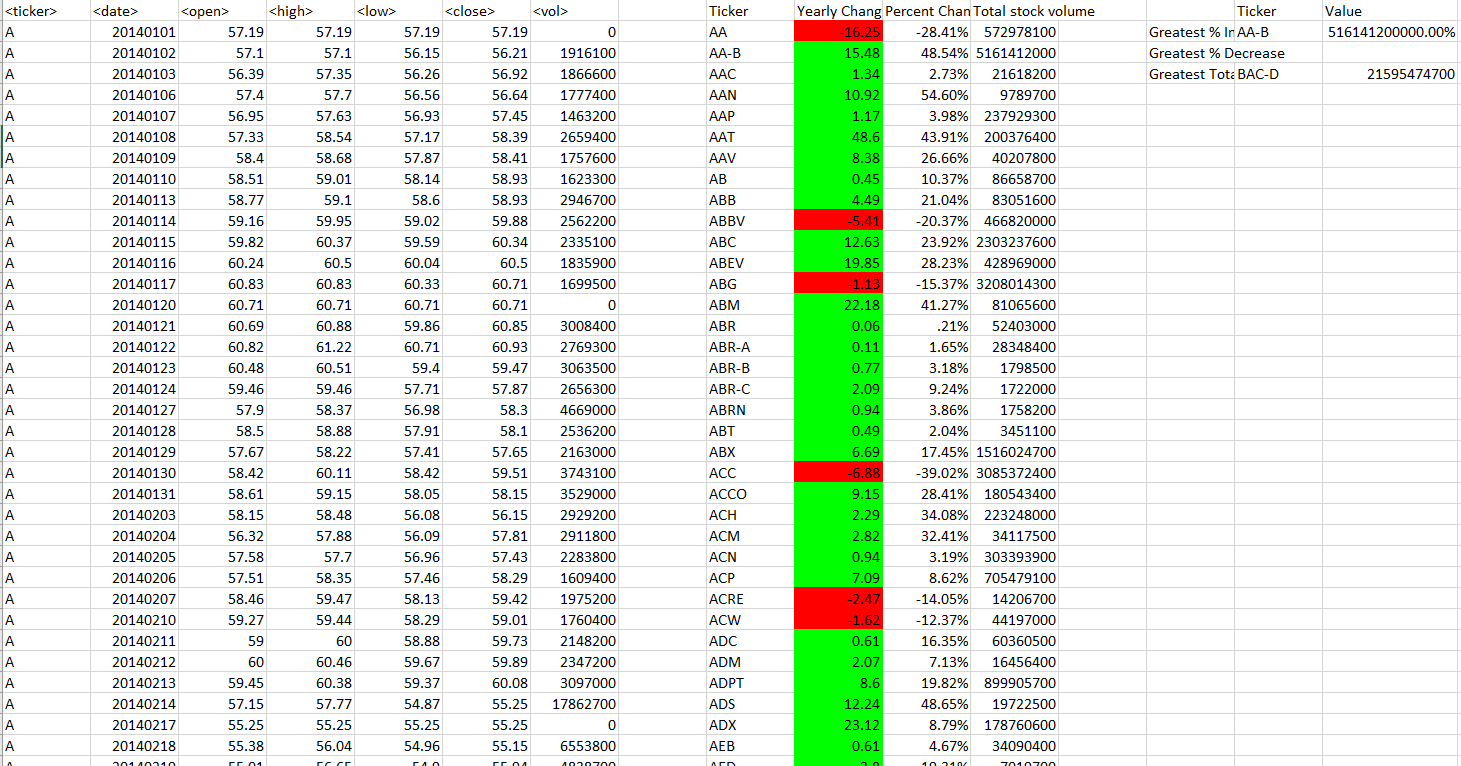 <ticker> <date> <open> <high> <low> <close> <vol> Ticker Yearly Chang Percent Chan Total stock volume Ticker Value
A 20140101 57.19 57.19 57.19 57.19 0 AA -16.25 -28.41% 572978100 Greatest % In AA-B 516141200000.00%
A 20140102 57.1 57.1 56.15 56.21 1916100 AA-B 15.48 48.54% 5161412000 Greatest % Decrease
A 20140103 56.39 57.35 56.26 56.92 1866600 AAC 1.34 2.73% 21618200 Greatest Tota BAC-D 21595474700
A 20140106 57.4 57.7 56.56 56.64 1777400 AAN 10.92 54.60% 9789700
A 20140107 56.95 57.63 56.93 57.45 1463200 AAP 1.17 3.98% 237929300
A 20140108 57.33 58.54 57.17 58.39 2659400 AAT 48.6 43.91% 200376400
A 20140109 58.4 58.68 57.87 58.41 1757600 AAV 8.38 26.66% 40207800
A 20140110 58.51 59.01 58.14 58.93 1623300 AB 0.45 10.37% 86658700
A 20140113 58.77 59.1 58.6 58.93 2946700 ABB 4.49 21.04% 83051600
A 20140114 59.16 59.95 59.02 59.88 2562200 ABBV -5.41 -20.37% 466820000
A 20140115 59.82 60.37 59.59 60.34 2335100 ABC 12.63 23.92% 2303237600
A 20140116 60.24 60.5 60.04 60.5 1835900 ABEV 19.85 28.23% 428969000
A 20140117 60.83 60.83 60.33 60.71 1699500 ABG -1.13 -15.37% 3208014300
A 20140120 60.71 60.71 60.71 60.71 0 ABM 22.18 41.27% 81065600
A 20140121 60.69 60.88 59.86 60.85 3008400 ABR 0.06 .21% 52403000
A 20140122 60.82 61.22 60.71 60.93 2769300 ABR-A 0.11 1.65% 28348400
A 20140123 60.48 60.51 59.4 59.47 3063500 ABR-B 0.77 3.18% 1798500
A 20140124 59.46 59.46 57.71 57.87 2656300 ABR-C 2.09 9.24% 1722000
A 20140127 57.9 58.37 56.98 58.3 4669000 ABRN 0.94 3.86% 1758200
A 20140128 58.5 58.88 57.91 58.1 2536200 ABT 0.49 2.04% 3451100
A 20140129 57.67 58.22 57.41 57.65 2163000 ABX 6.69 17.45% 1516024700
A 20140130 58.42 60.11 58.42 59.51 3743100 ACC -6.88 -39.02% 3085372400
A 20140131 58.61 59.15 58.05 58.15 3529000 ACCO 9.15 28.41% 180543400
A 20140203 58.15 58.48 56.08 56.15 2929200 ACH 2.29 34.08% 223248000
A 20140204 56.32 57.88 56.09 57.81 2911800 ACM 2.82 32.41% 34117500
A 20140205 57.58 57.7 56.96 57.43 2283800 ACN 0.94 3.19% 303393900
A 20140206 57.51 58.35 57.46 58.29 1609400 ACP 7.09 8.62% 705479100
A 20140207 58.46 59.47 58.13 59.42 1975200 ACRE -2.47 -14.05% 14206700
A 20140210 59.27 59.44 58.29 59.01 1760400 ACW -1.62 -12.37% 44197000
A 20140211 59 60 58.88 59.73 2148200 ADC 0.61 16.35% 60360500
A 20140212 60 60.46 59.67 59.89 2347200 ADM 2.07 7.13% 16456400
A 20140213 59.45 60.38 59.37 60.08 3097000 ADPT 8.6 19.82% 899905700
A 20140214 57.15 57.77 54.87 55.25 17862700 ADS 12.24 48.65% 19722500
A 20140217 55.25 55.25 55.25 55.25 0 ADX 23.12 8.79% 178760600
A 20140218 55.38 56.04 54.96 55.15 6553800 AEB 0.61 4.67% 34090400